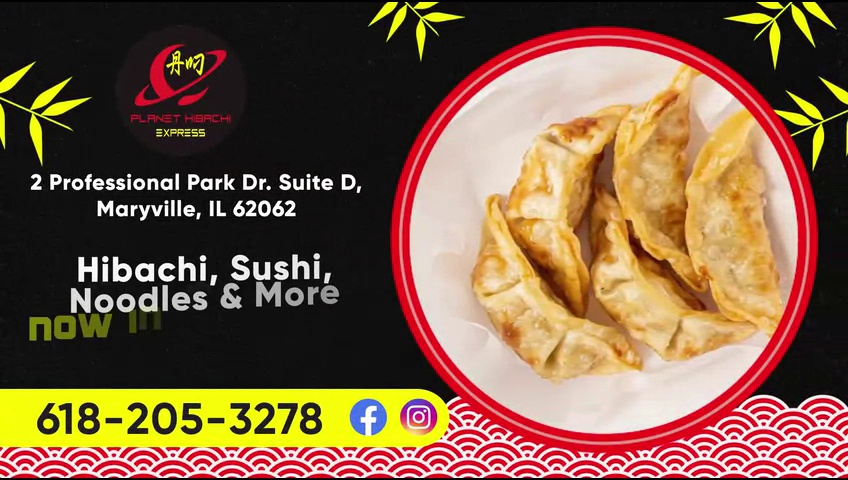 丹叼
PLANET HIBACHI
EXPRESS
2 Professional Park Dr. Suite D,
Maryville, IL 62062
Hibachi, Sushi,
Noodles & More
now in
618-205-3278